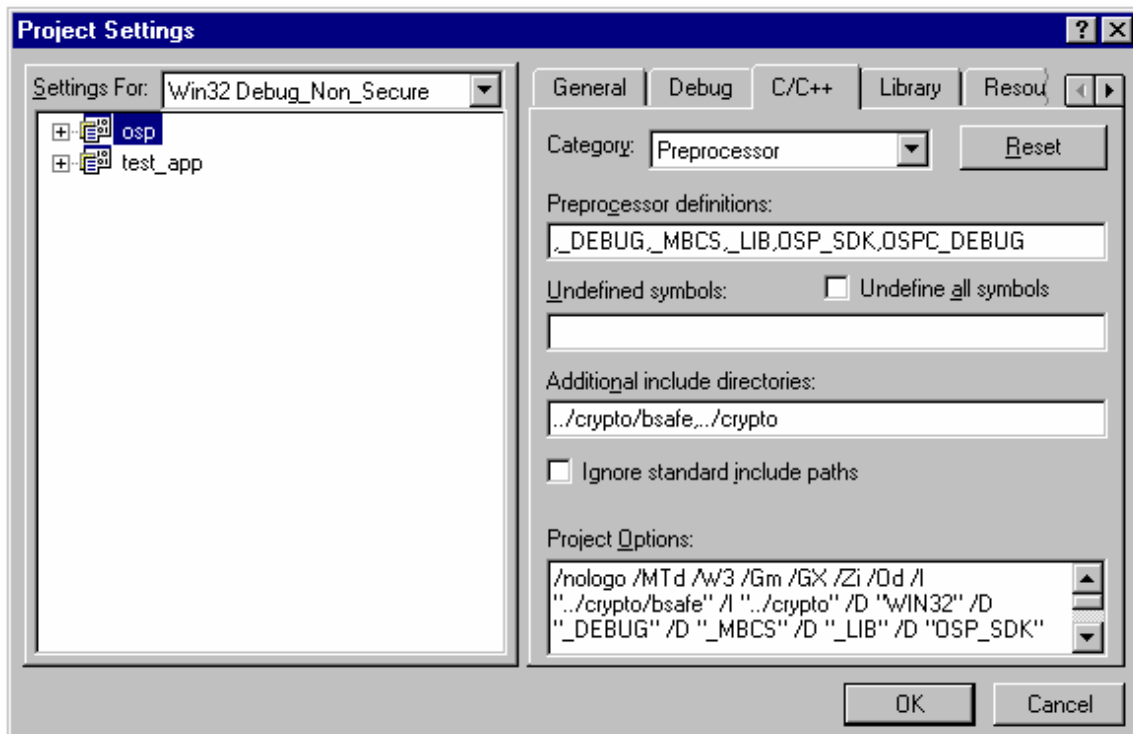 Project Settings
Settings For: Win32 Debug_Non_Secure
osp
test_app
General Debug C/C++ Library Resou
Category: Preprocessor Reset
Preprocessor definitions:
,_DEBUG,_MBCS,_LIB,OSP_SDK,OSPC_DEBUG
Undefined symbols: Undefine all symbols
Additional include directories:
../crypto/bsafe,../crypto
Ignore standard include paths
Project Options:
/nologo /MTd /W3 /Gm /GX /Zi /Od /I
"../crypto/bsafe" /I "../crypto" /D "WIN32" /D
"_DEBUG" /D "_MBCS" /D "_LIB" /D "OSP_SDK"
OK Cancel